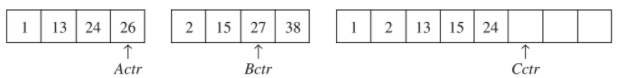 1 13 24 26 2 15 27 38 1 2 13 15 24
Actr Bctr Cctr